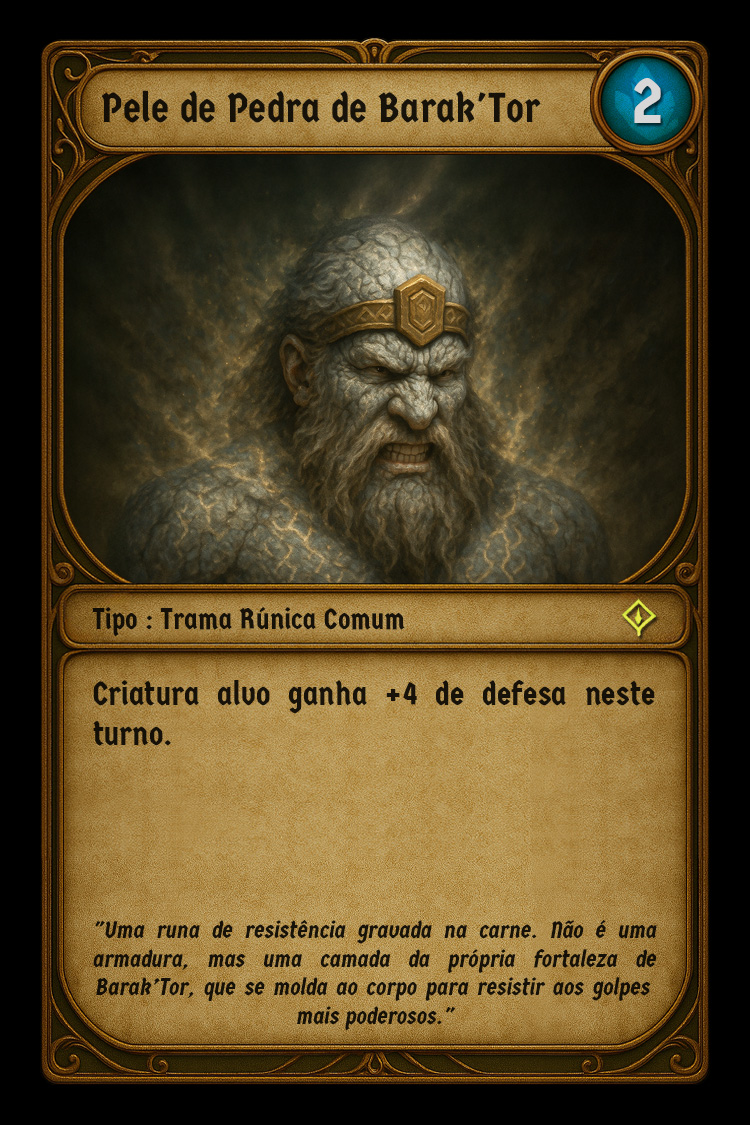 Pele de Pedra de Barak'Tor
2
Tipo : Trama Rúnica Comum
Criatura alvo ganha +4 de defesa neste
turno.
"Uma runa de resistência gravada na carne. Não é uma
armadura, mas uma camada da própria fortaleza de
Barak'Tor, que se molda ao corpo para resistir aos golpes
mais poderosos."